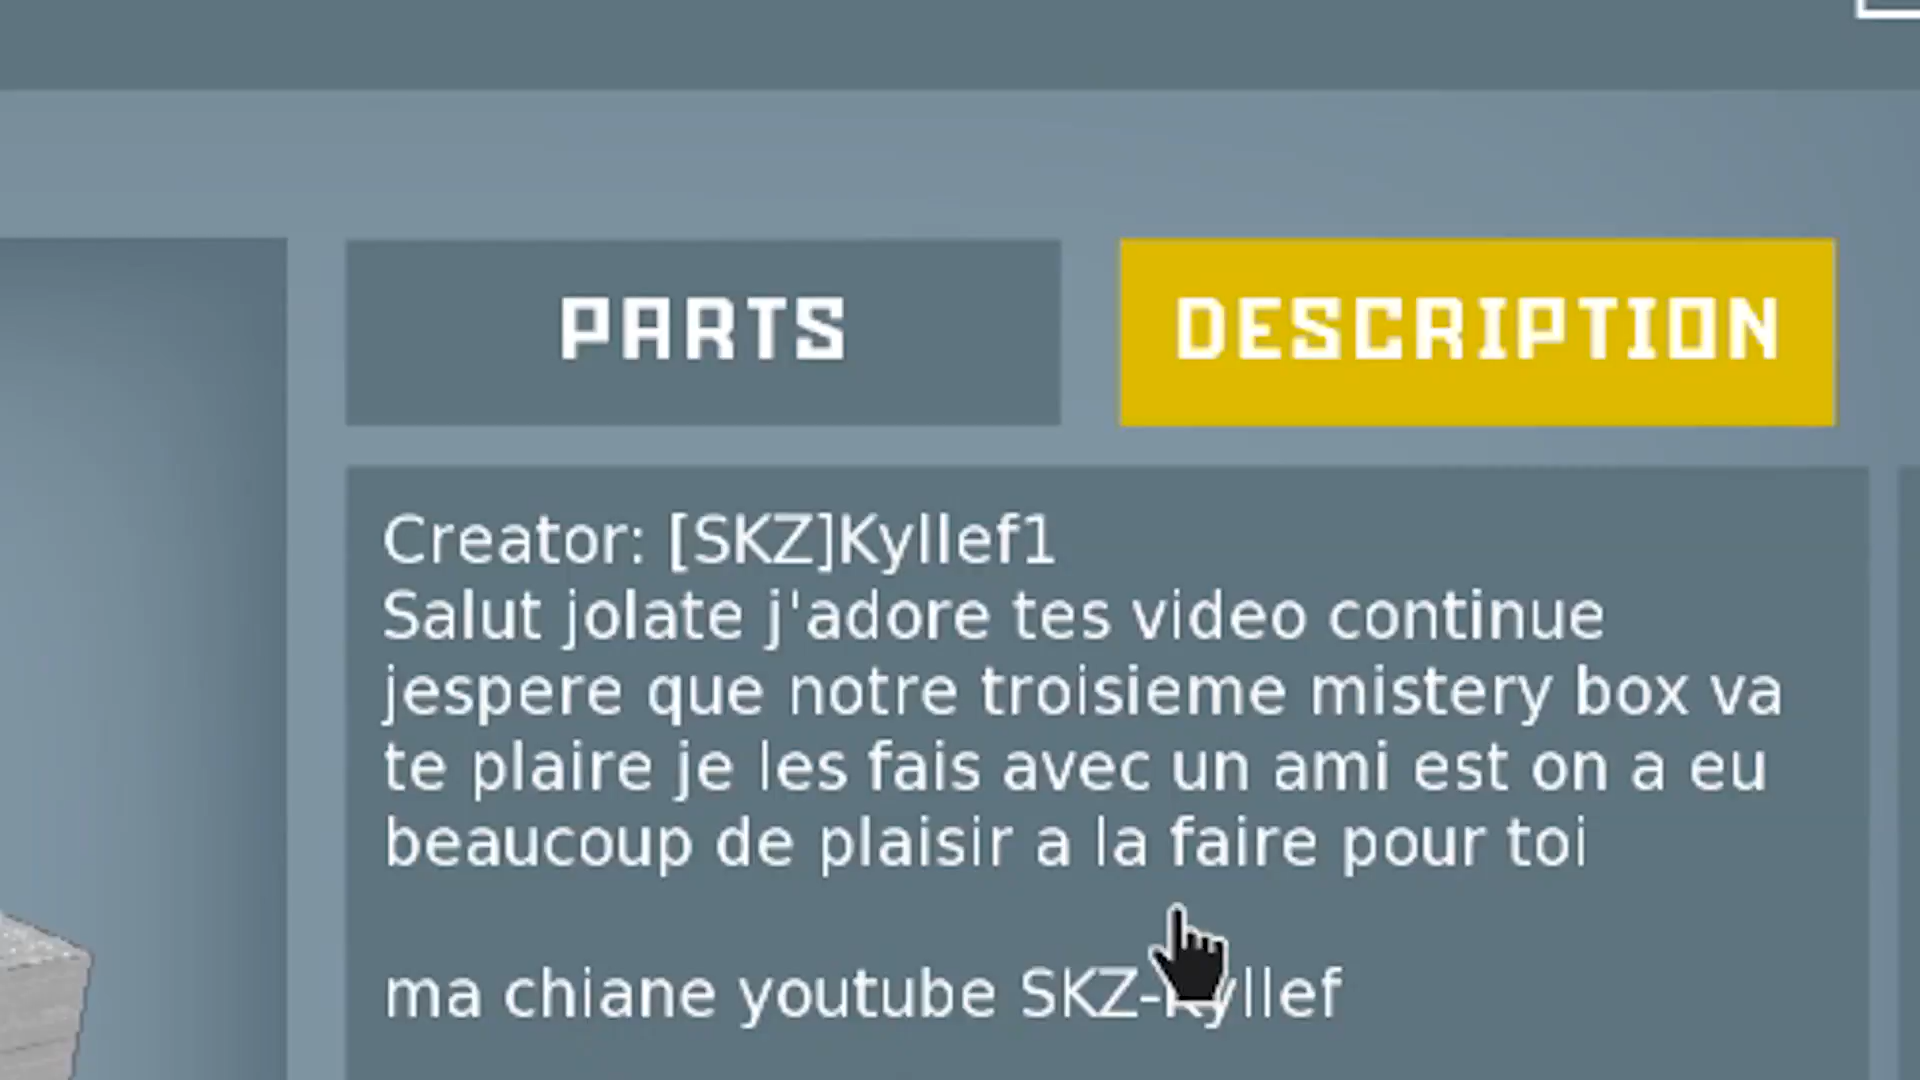 PARTS
DESCRIPTION
Creator: [SKZ]Kyllef1
Salut jolate j'adore tes video continue
jespere que notre troisieme mistery box va
te plaire je les fais avec un ami est on a eu
beaucoup de plaisir a la faire pour toi
ma chiane youtube SKZ-Kyllef